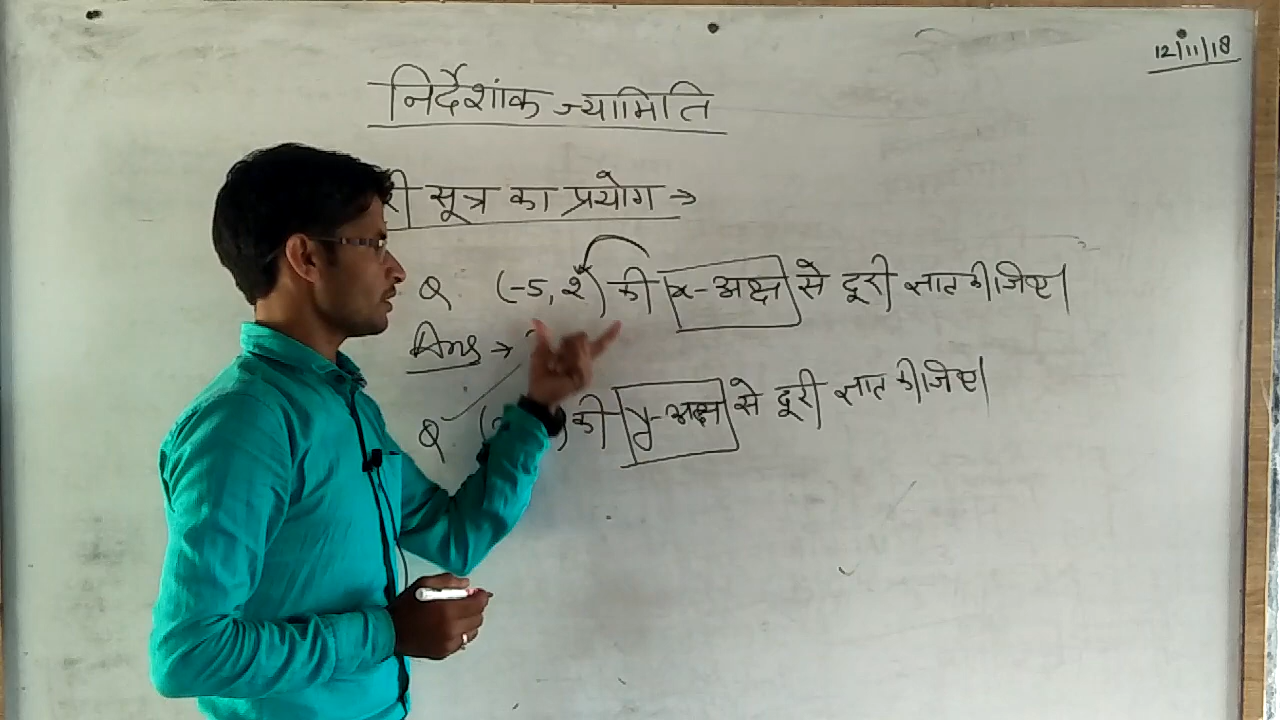 12/11/18
निर्देशांक ज्यामिति
री सूत्र का प्रयोग →
Q (-5, 2) की x-अक्ष से दूरी ज्ञात कीजिए।
Ans →
Q ( ) की y-अक्ष से दूरी ज्ञात कीजिए।